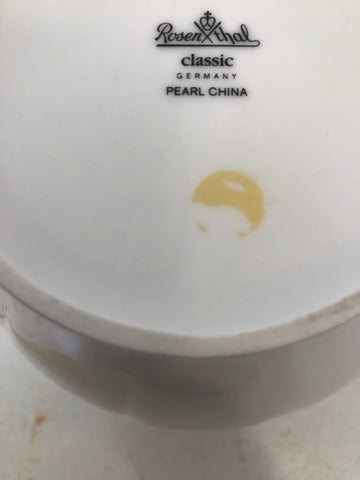 Rosenthal
classic
GERMANY
PEARL CHINA